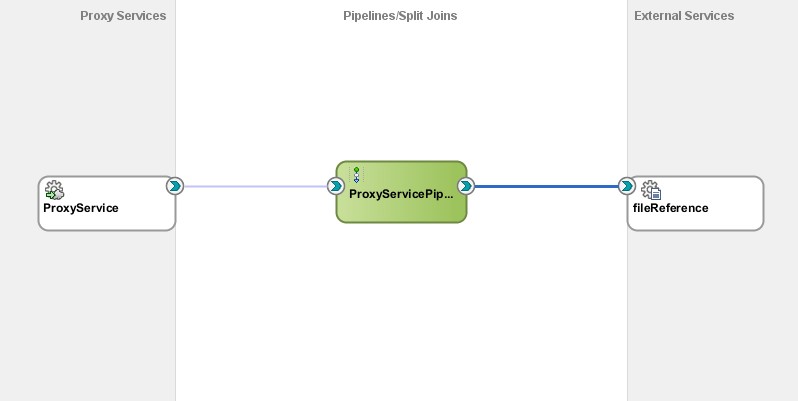 Proxy Services
Pipelines/Split Joins
External Services
ProxyService
ProxyServicePip...
fileReference